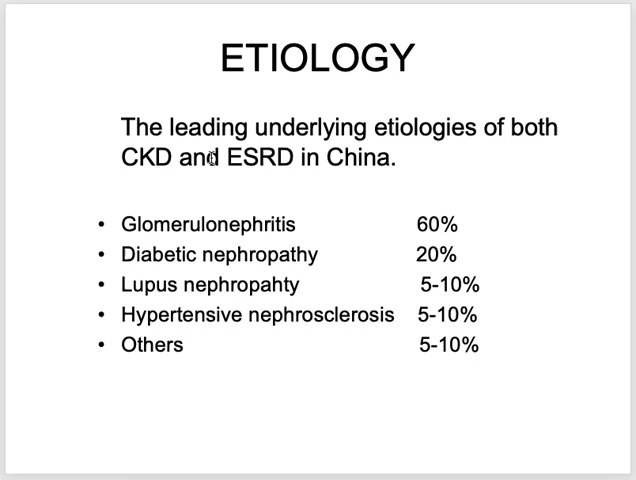 ETIOLOGY
The leading underlying etiologies of both
CKD and ESRD in China.
• Glomerulonephritis 60%
• Diabetic nephropathy 20%
• Lupus nephropahty 5-10%
• Hypertensive nephrosclerosis 5-10%
• Others 5-10%